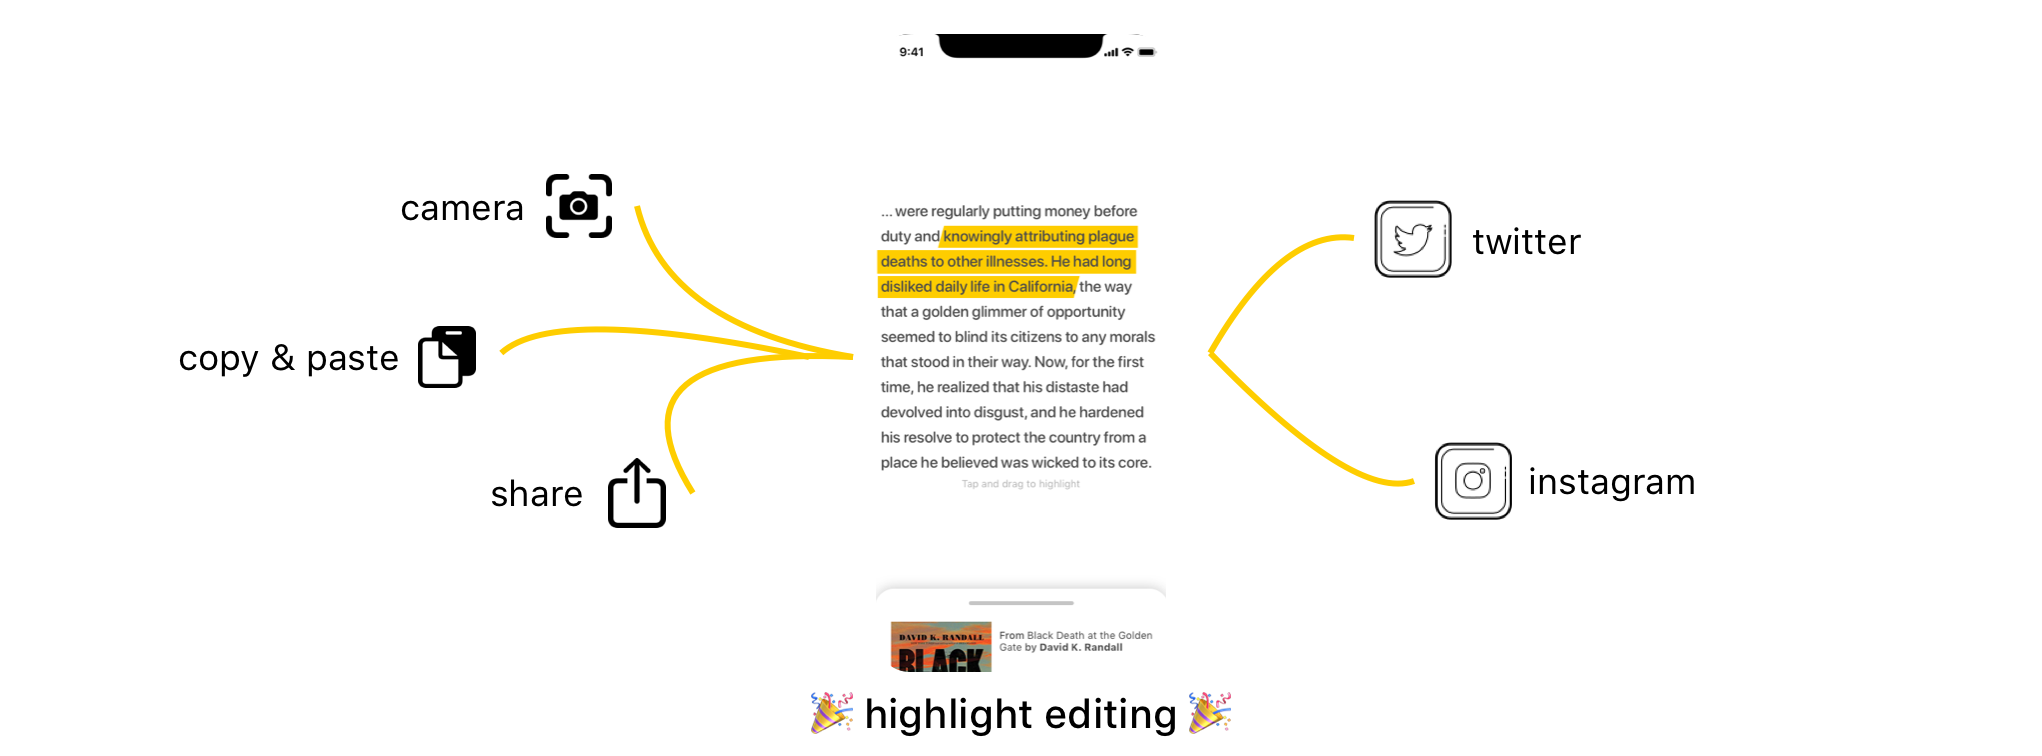 9:41
camera
copy & paste
share
... were regularly putting money before
duty and knowingly attributing plague
deaths to other illnesses. He had long
disliked daily life in California, the way
that a golden glimmer of opportunity
seemed to blind its citizens to any morals
that stood in their way. Now, for the first
time, he realized that his distaste had
devolved into disgust, and he hardened
his resolve to protect the country from a
place he believed was wicked to its core.
Tap and drag to highlight
DAVID K. RANDALL
BLACK
From Black Death at the Golden
Gate by David K. Randall
twitter
instagram
🎉 highlight editing 🎉